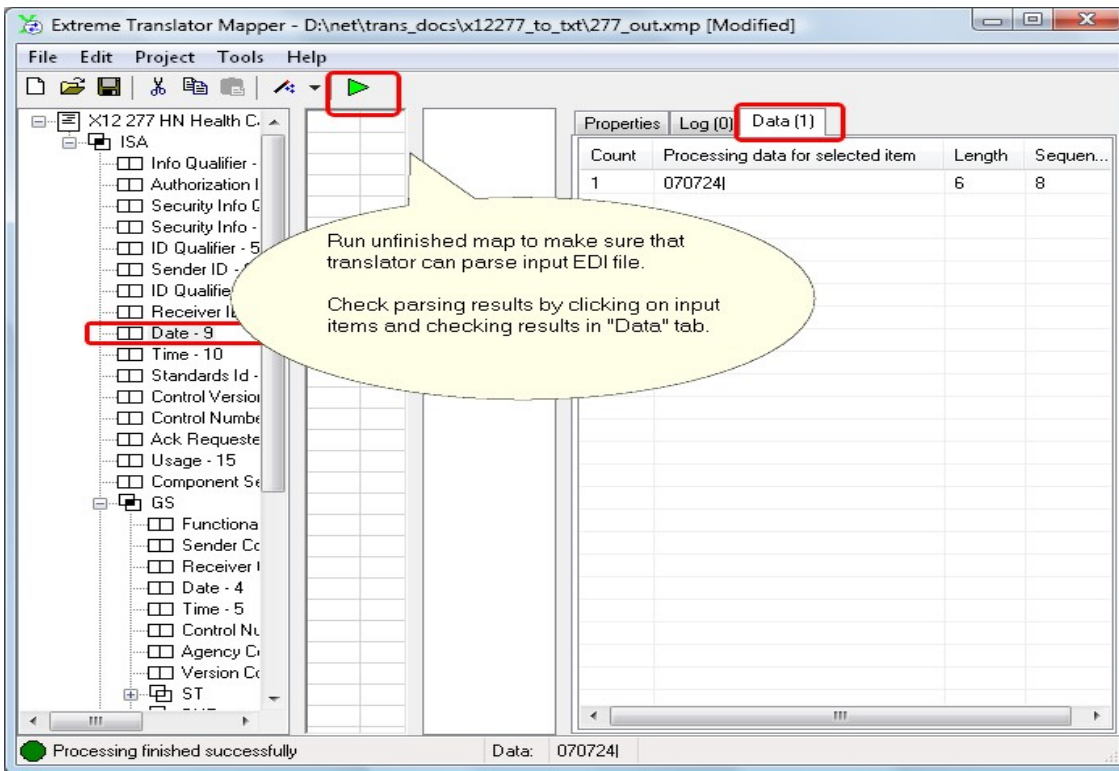 Extreme Translator Mapper - D:\net\trans_docs\x12277_to_txt\277_out.xmp [Modified]
File Edit Project Tools Help
X12 277 HN Health C
ISA
Info Qualifier -
Authorization I
Security Info Q
Security Info -
ID Qualifier - 5
Sender ID -
ID Qualifie
Receiver I
Date - 9
Time - 10
Standards Id -
Control Version
Control Numbe
Ack Requeste
Usage - 15
Component Se
GS
Functiona
Sender Co
Receiver
Date - 4
Time - 5
Control Nu
Agency C
Version Co
ST
Run unfinished map to make sure that
translator can parse input EDI file.
Check parsing results by clicking on input
items and checking results in "Data" tab.
Properties Log (0) Data (1)
Count Processing data for selected item Length Sequen...
1 070724| 6 8
Processing finished successfully Data: 070724|